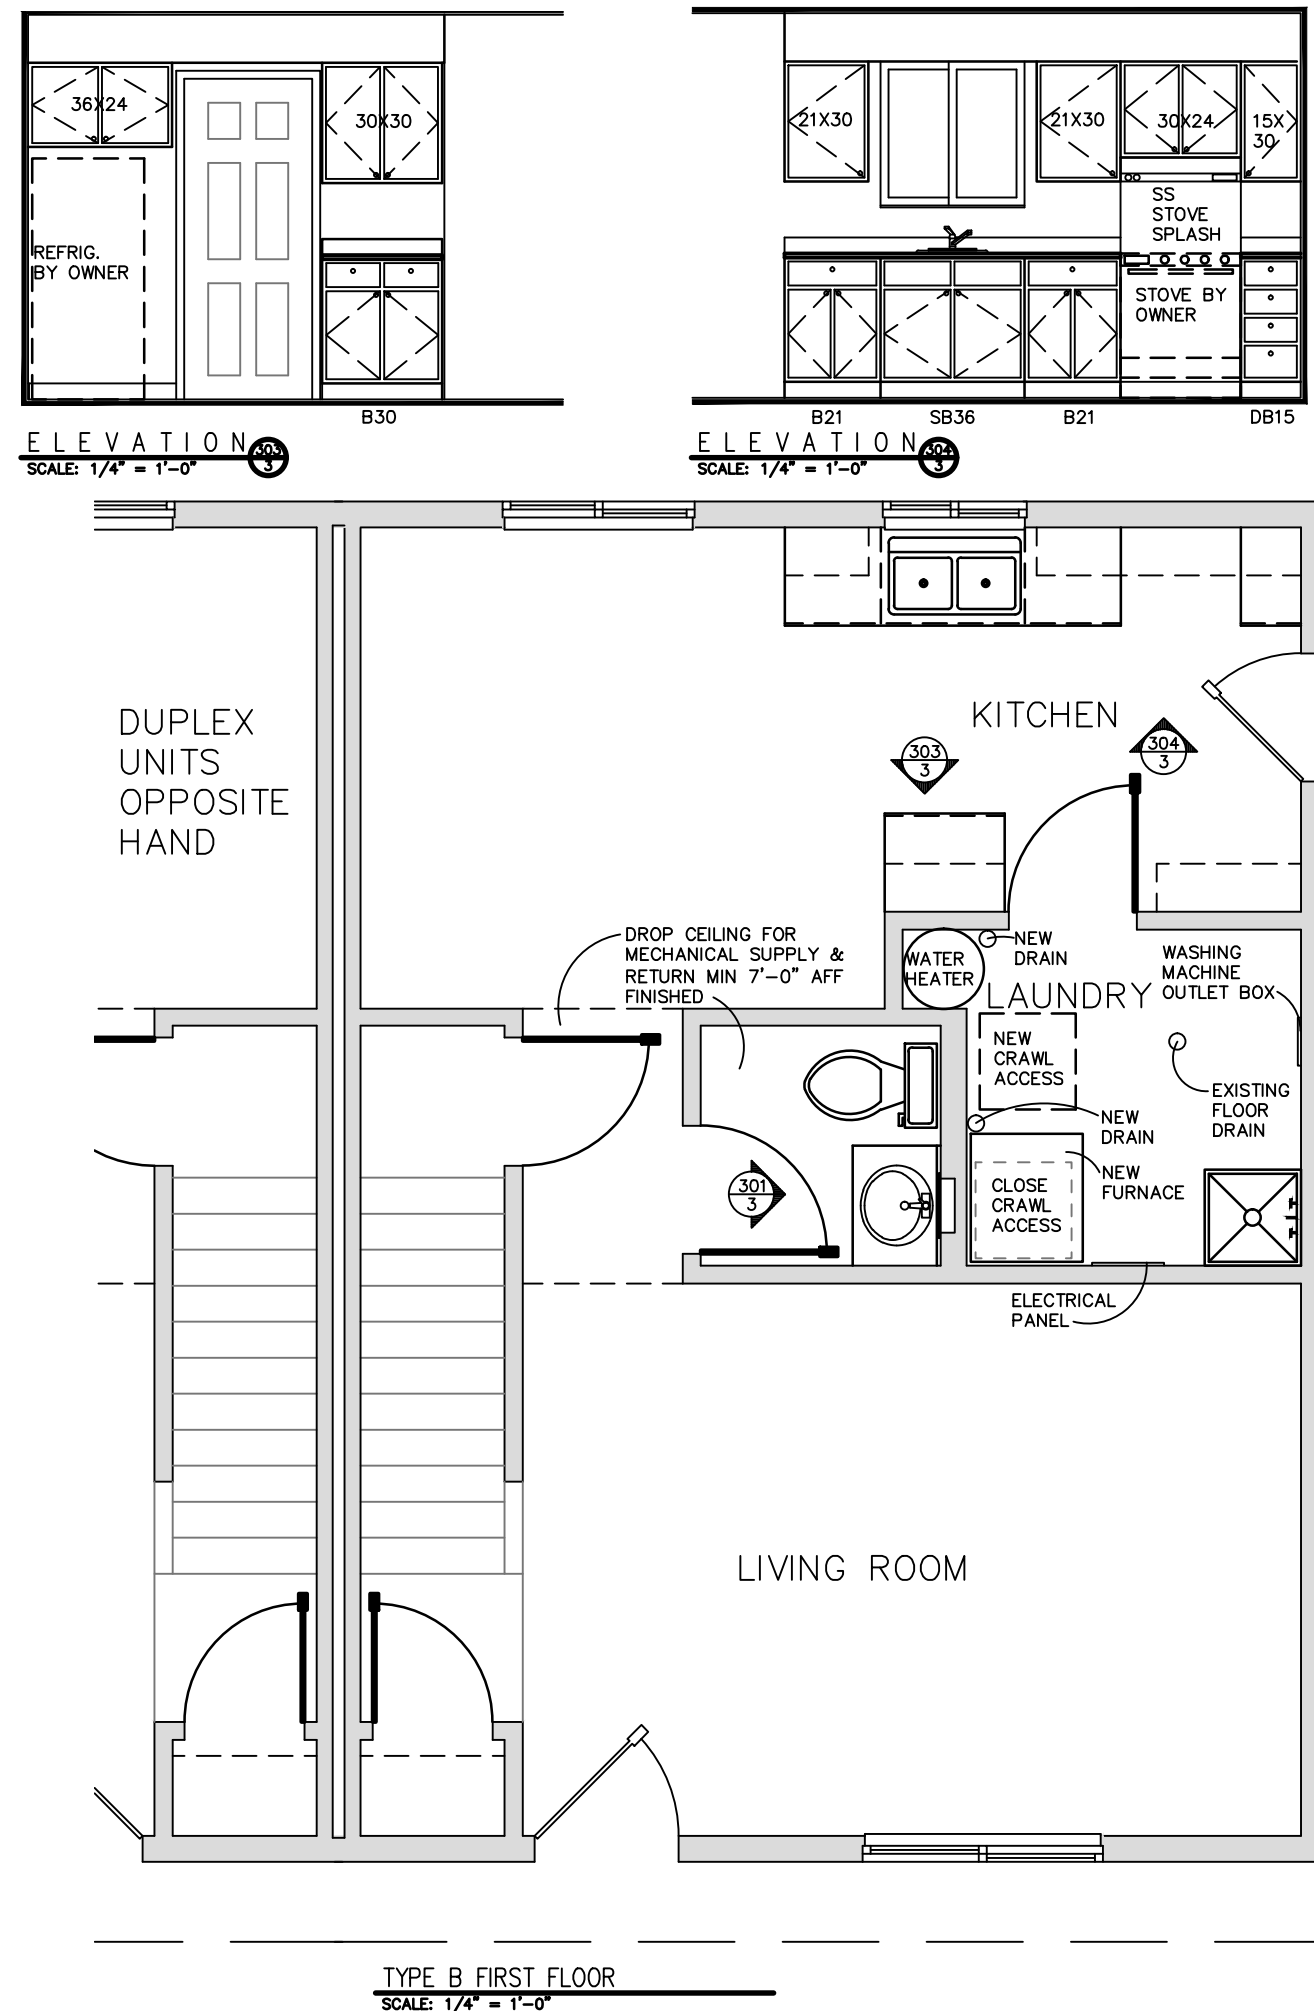 36X24
30X30
REFRIG.
BY OWNER
B30
ELEVATION
303
3
SCALE: 1/4" = 1'-0"
21X30
21X30
30X24
15X
30
SS
STOVE
SPLASH
STOVE BY
OWNER
B21
SB36
B21
DB15
ELEVATION
304
3
SCALE: 1/4" = 1'-0"
DUPLEX
UNITS
OPPOSITE
HAND
KITCHEN
303
3
304
3
DROP CEILING FOR
MECHANICAL SUPPLY &
RETURN MIN 7'-0" AFF
FINISHED
WATER
HEATER
NEW
DRAIN
LAUNDRY
WASHING
MACHINE
OUTLET BOX
NEW
CRAWL
ACCESS
EXISTING
FLOOR
DRAIN
NEW
DRAIN
NEW
FURNACE
CLOSE
CRAWL
ACCESS
301
3
ELECTRICAL
PANEL
LIVING ROOM
TYPE B FIRST FLOOR
SCALE: 1/4" = 1'-0"